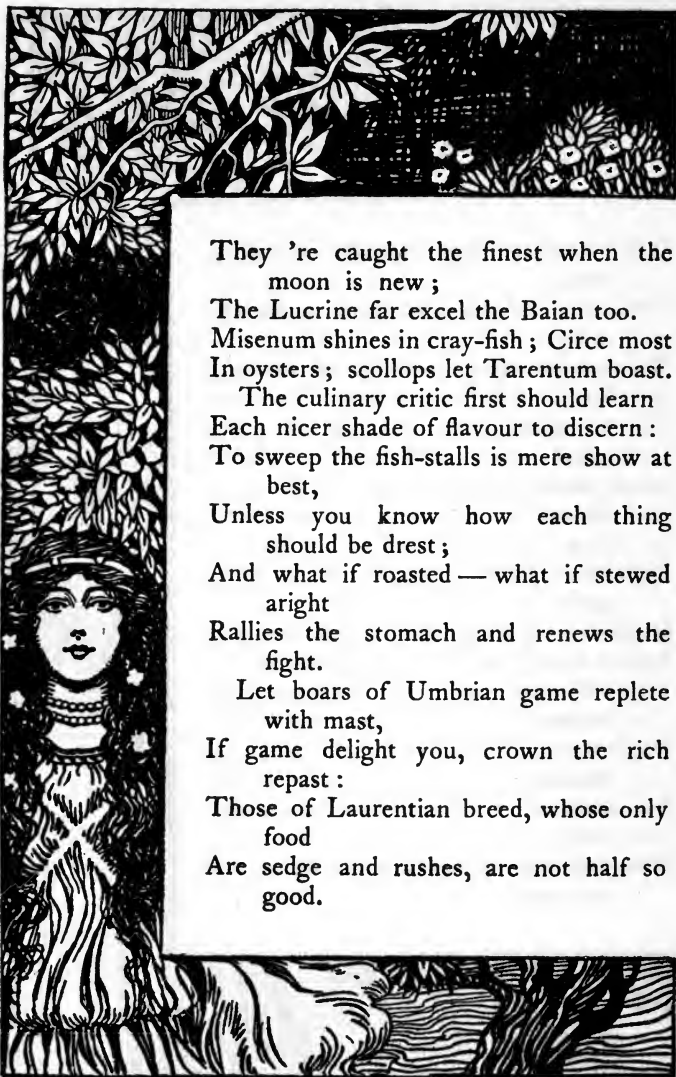 They 're caught the finest when the
moon is new ;
The Lucrine far excel the Baian too.
Misenum shines in cray-fish ; Circe most
In oysters ; scollops let Tarentum boast.
The culinary critic first should learn
Each nicer shade of flavour to discern :
To sweep the fish-stalls is mere show at
best,
Unless you know how each thing
should be drest ;
And what if roasted — what if stewed
aright
Rallies the stomach and renews the
fight.
Let boars of Umbrian game replete
with mast,
If game delight you, crown the rich
repast :
Those of Laurentian breed, whose only
food
Are sedge and rushes, are not half so
good.